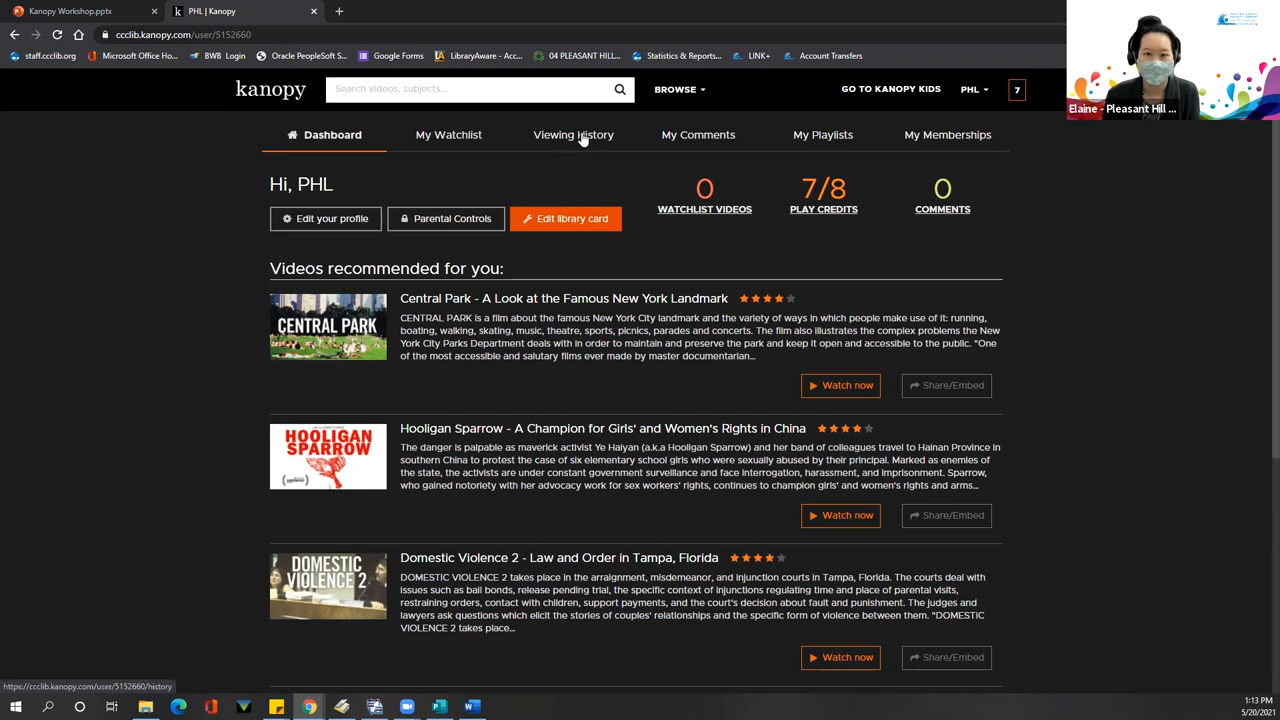 Kanopy Workshop.pptx
PHL | Kanopy
ccclib.kanopy.com/user/5152660
staff.ccclib.org
Microsoft Office Ho...
BWB Login
Oracle PeopleSoft S...
Google Forms
LibraryAware - Acc...
04 PLEASANT HILL...
Statistics & Reports...
LINK+
Account Transfers
Elaine - Pleasant Hill ...
kanopy
Search videos, subjects...
BROWSE
GO TO KANOPY KIDS
PHL
7
Dashboard
My Watchlist
Viewing History
My Comments
My Playlists
My Memberships
Hi, PHL
Edit your profile
Parental Controls
Edit library card
0
WATCHLIST VIDEOS
7/8
PLAY CREDITS
0
COMMENTS
Videos recommended for you:
CENTRAL PARK
Central Park - A Look at the Famous New York Landmark
CENTRAL PARK is a film about the famous New York City landmark and the variety of ways in which people make use of it: running,
boating, walking, skating, music, theatre, sports, picnics, parades and concerts. The film also illustrates the complex problems the New
York City Parks Department deals with in order to maintain and preserve the park and keep it open and accessible to the public. "One
of the most accessible and salutary films ever made by master documentarian...
Watch now
Share/Embed
HOOLIGAN
SPARROW
Hooligan Sparrow - A Champion for Girls' and Women's Rights in China
The danger is palpable as maverick activist Ye Haiyan (a.k.a Hooligan Sparrow) and her band of colleagues travel to Hainan Province in
southern China to protest the case of six elementary school girls who were sexually abused by their principal. Marked as enemies of
the state, the activists are under constant government surveillance and face interrogation, harassment, and imprisonment. Sparrow,
who gained notoriety with her advocacy work for sex workers' rights, continues to champion girls' and women's rights and arms...
Watch now
Share/Embed
DOMESTIC
VIOLENCE 2
Domestic Violence 2 - Law and Order in Tampa, Florida
DOMESTIC VIOLENCE 2 takes place in the arraignment, misdemeanor, and injunction courts in Tampa, Florida. The courts deal with
issues such as bail bonds, release pending trial, the specific context of injunctions regulating time and place of parental visits,
restraining orders, contact with children, support payments, and the court's decision about fault and punishment. The judges and
lawyers ask questions which elicit the stories of couples' relationships and the specific form of violence between them. "DOMESTIC
VIOLENCE 2 takes place...
Watch now
Share/Embed
https://ccclib.kanopy.com/user/5152660/history
1:13 PM
5/20/2021